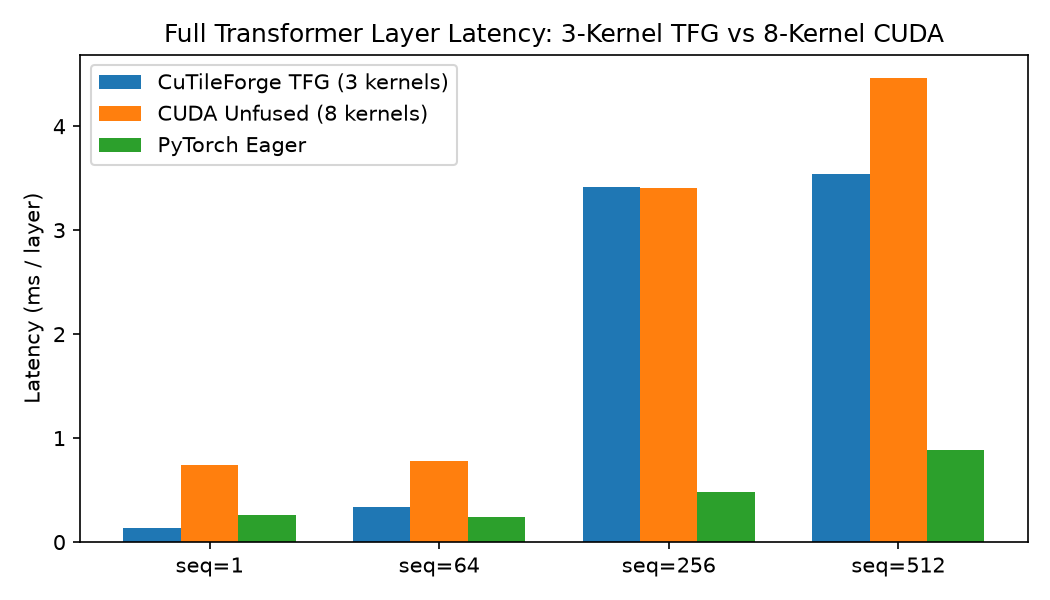 Full Transformer Layer Latency: 3-Kernel TFG vs 8-Kernel CUDA
CuTileForge TFG (3 kernels)
CUDA Unfused (8 kernels)
PyTorch Eager
Latency (ms / layer)
4
3
2
1
0
seq=1
seq=64
seq=256
seq=512